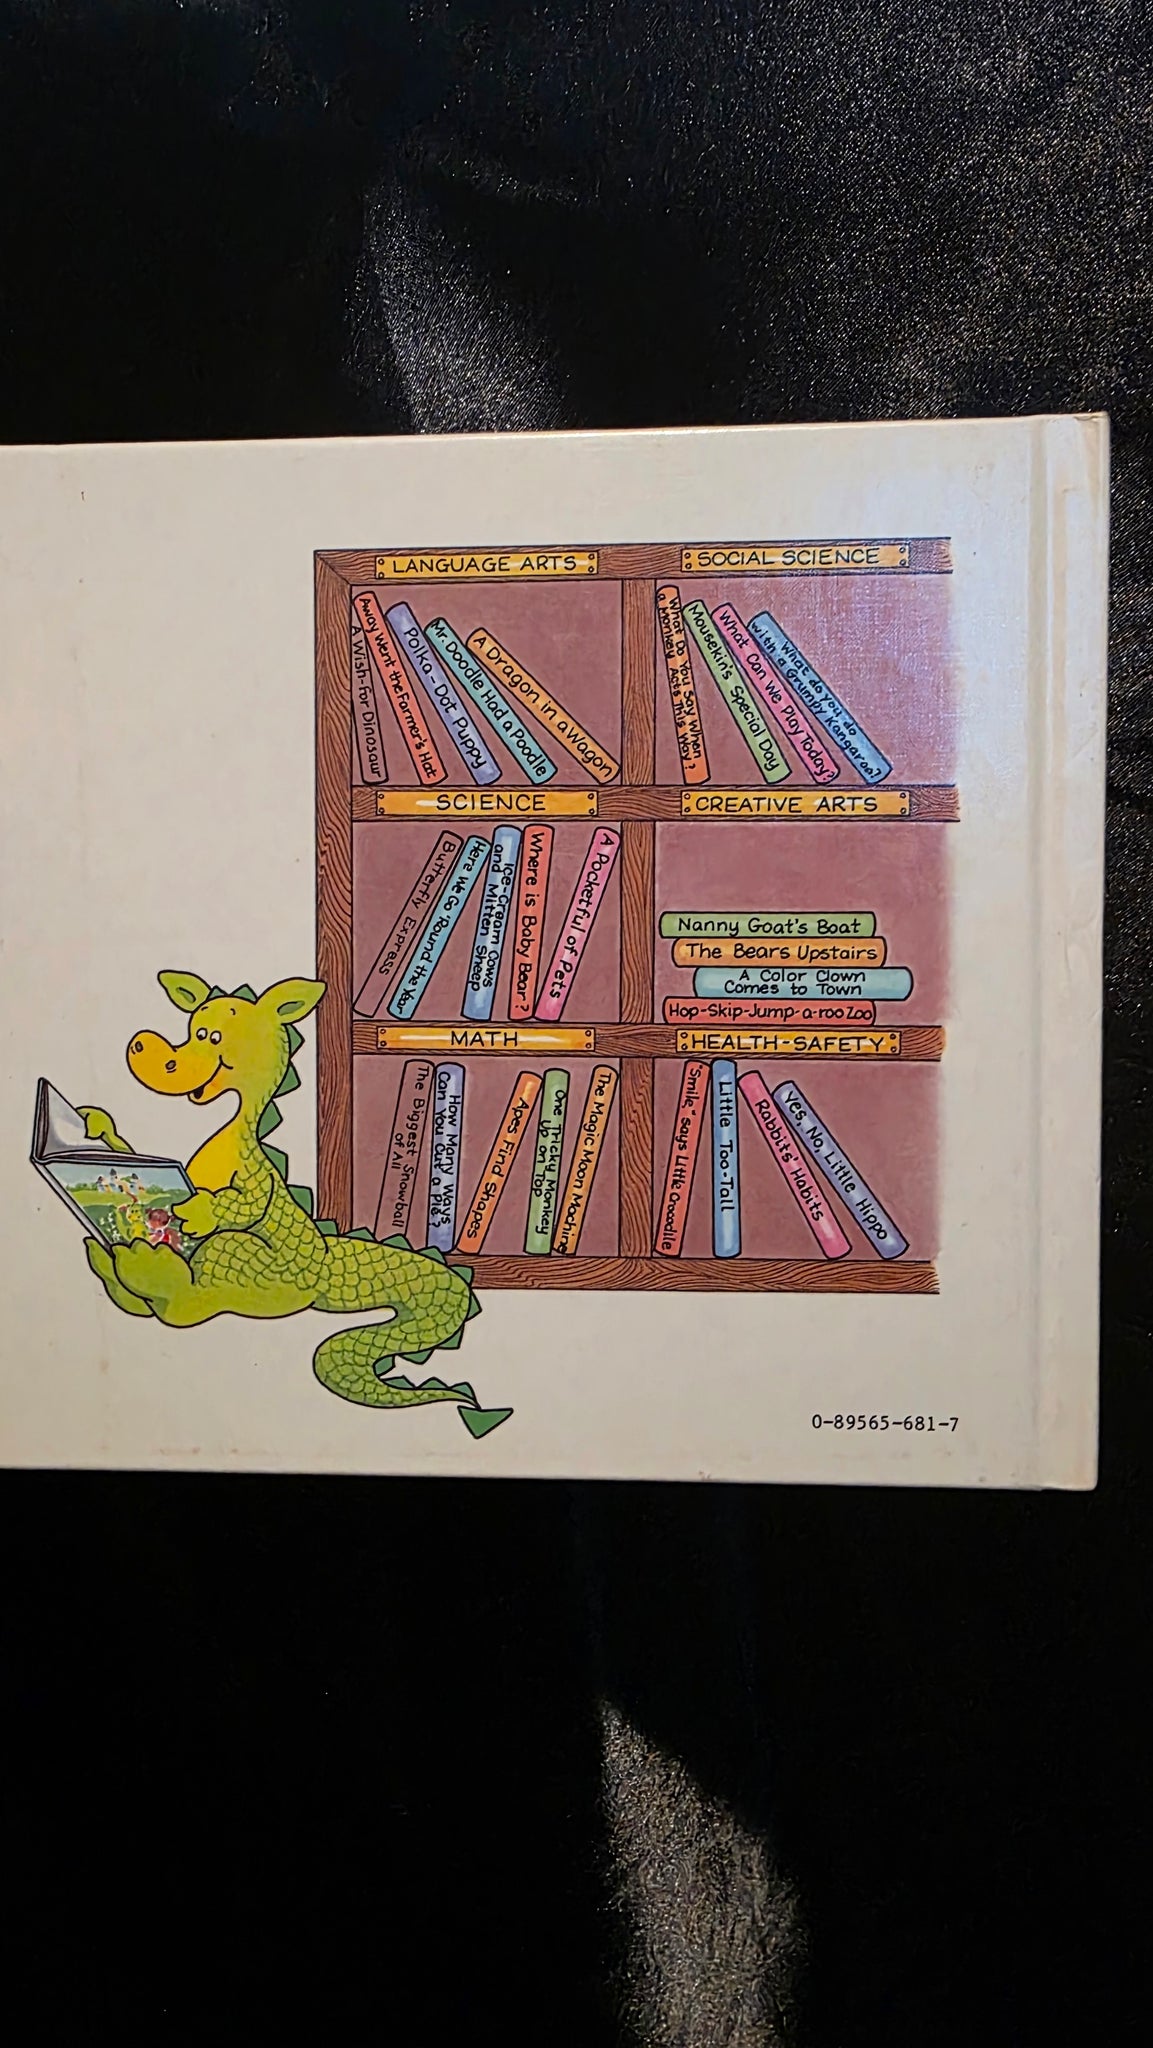 LANGUAGE ARTS
A Wish-for Dinosaur
Away Went the Farmer's Hat
Polka-Dot Puppy
Mr. Doodle Had a Poodle
A Dragon in a Wagon
SOCIAL SCIENCE
What Do You Say When
a Monkey Acts This Way?
Mousekin's Special Day
What Can We Play Today?
What do you do
with a Grumpy Kangaroo?
SCIENCE
Butterfly Express
Here We Go 'Round the Year
Ice-Cream Cows
and Mitten Sheep
Where is Baby Bear?
A Pocketful of Pets
CREATIVE ARTS
Nanny Goat's Boat
The Bears Upstairs
A Color Clown
Comes to Town
Hop-Skip-Jump-a-roo Zoo
MATH
The Biggest Snowball
of All
How Many Ways
Can You Cut a Pie?
Apes Find Shapes
One Tricky Monkey
Up on Top
The Magic Moon Machine
HEALTH-SAFETY
"Smile," says Little Crocodile
Little Too-Tall
Rabbits' Habits
Yes, No, Little Hippo
0-89565-681-7